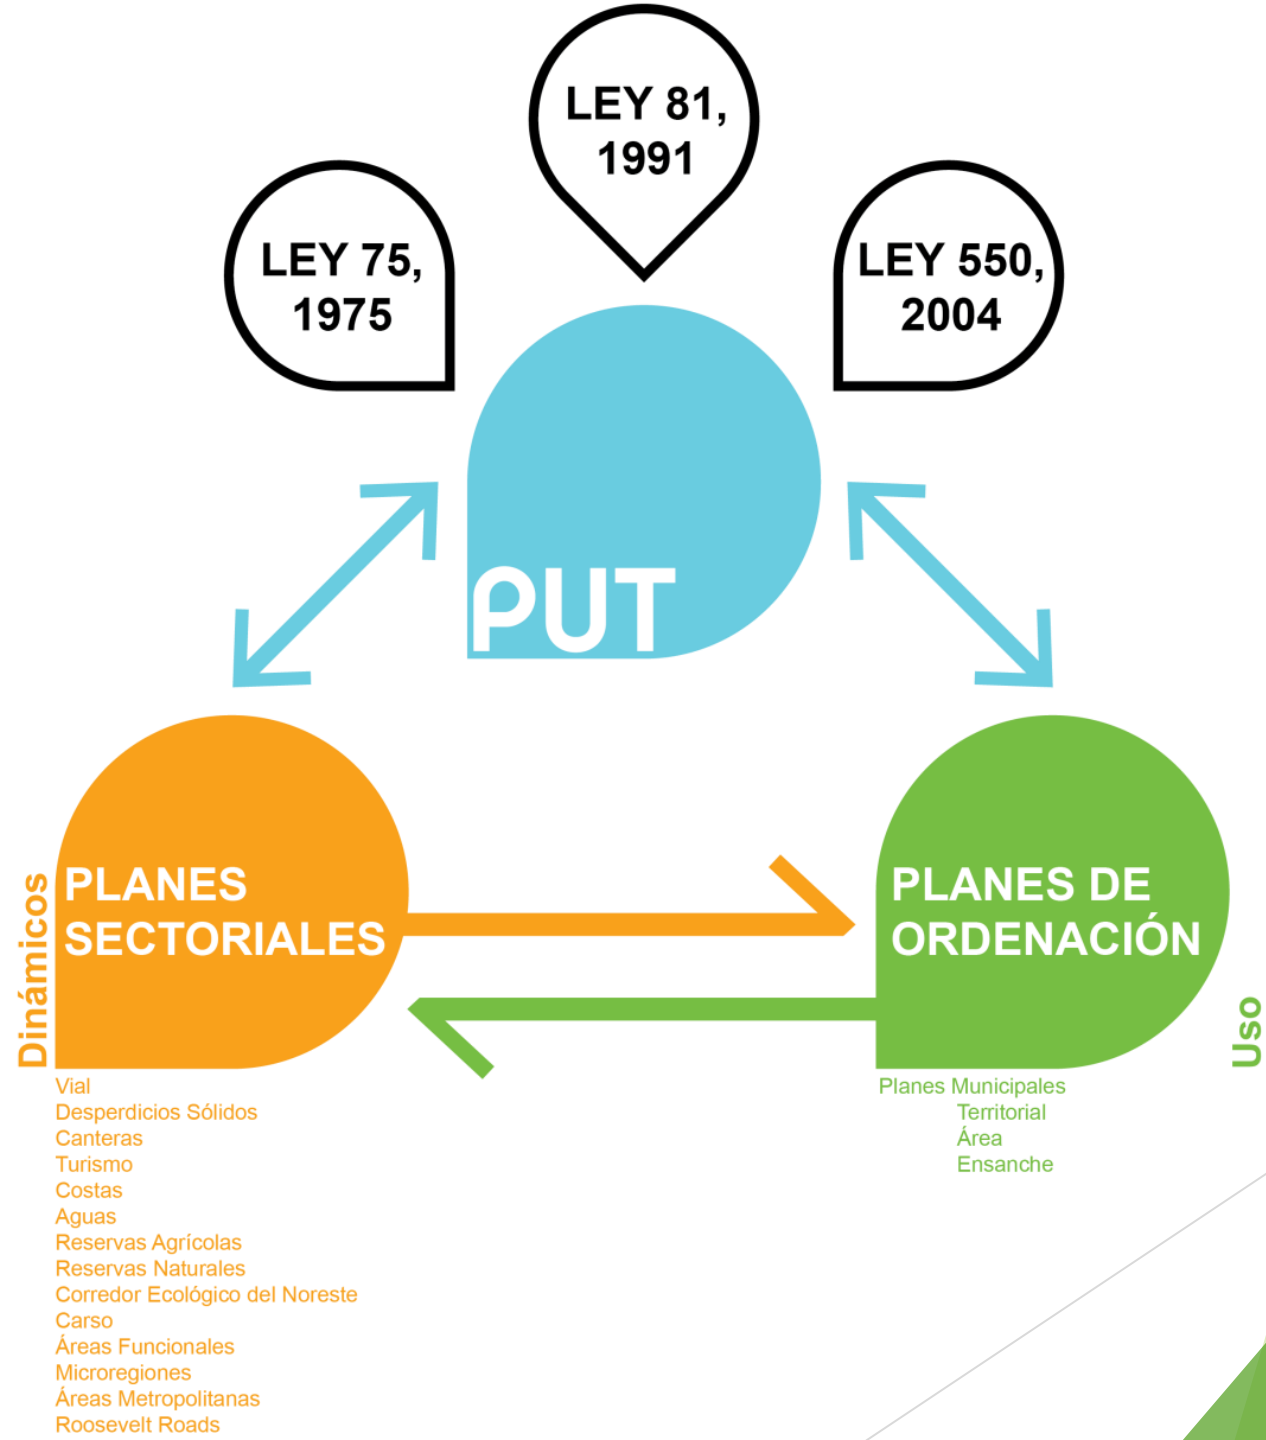 LEY 81,
1991
LEY 75,
1975
LEY 550,
2004
PUT
PLANES
SECTORIALES
Dinámicos
PLANES DE
ORDENACIÓN
Uso
Vial
Desperdicios Sólidos
Canteras
Turismo
Costas
Aguas
Reservas Agrícolas
Reservas Naturales
Corredor Ecológico del Noreste
Carso
Áreas Funcionales
Microregiones
Áreas Metropolitanas
Roosevelt Roads
Planes Municipales
Territorial
Área
Ensanche